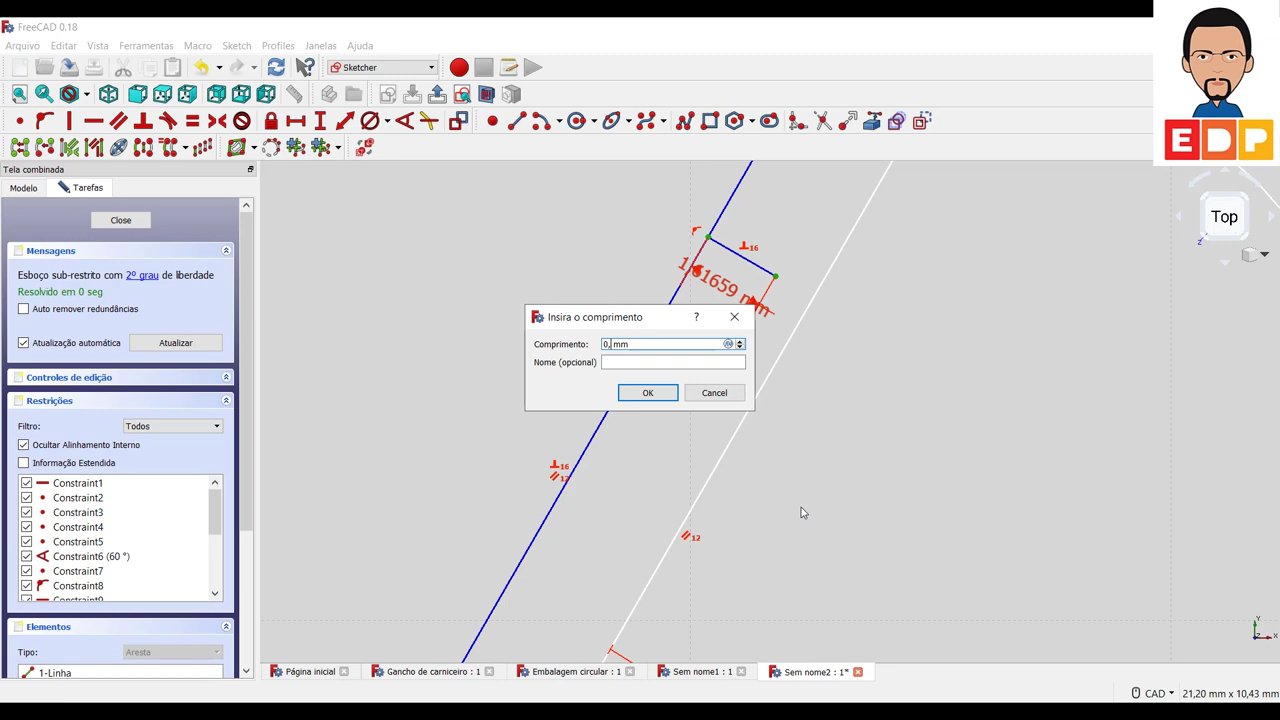 FreeCAD 0.18
Arquivo Editar Vista Ferramentas Macro Sketch Profiles Janelas Ajuda
Sketcher
EDP
Tela combinada
Modelo Tarefas
Close
Top
Z
Mensagens
Esboço sub-restrito com 2º grau de liberdade
Resolvido em 0 seg
Auto remover redundâncias
Atualização automática Atualizar
Controles de edição
Restrições
Filtro: Todos
Ocultar Alinhamento Interno
Informação Estendida
Constraint1
Constraint2
Constraint3
Constraint4
Constraint5
Constraint6 (60 °)
Constraint7
Constraint8
Constraint9
Elementos
Tipo: Aresta
1-Linha
16
Insira o comprimento ?
Comprimento: 0, mm
Nome (opcional)
OK Cancel
16
12
12
Y
Z X
Página inicial Gancho de carniceiro : 1 Embalagem circular : 1 Sem nome1 : 1 Sem nome2 : 1*
CAD 21,20 mm x 10,43 mm